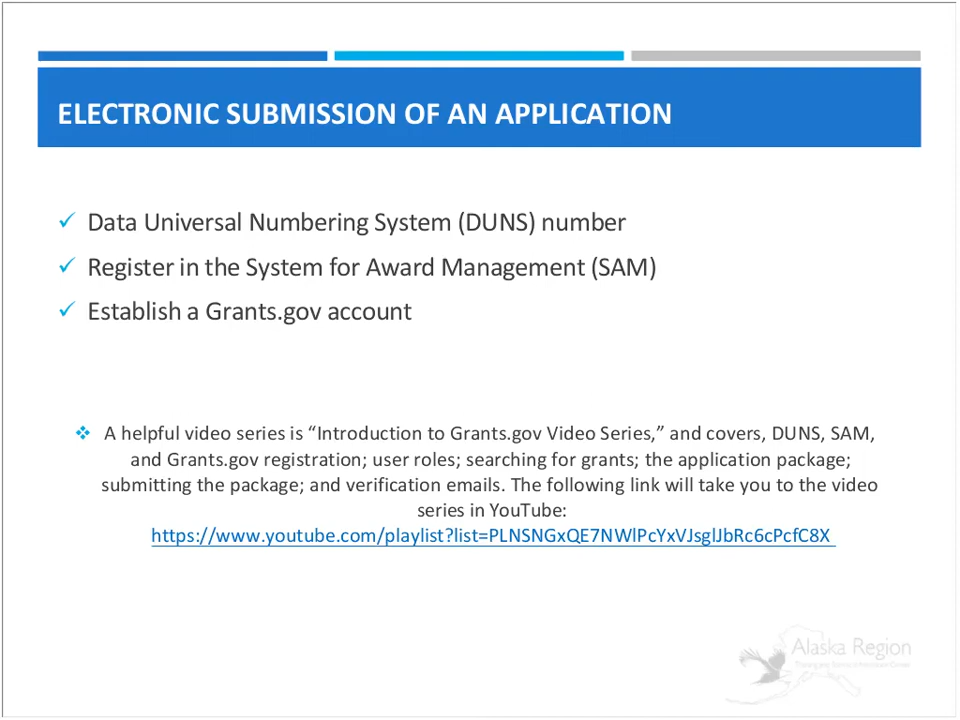 ELECTRONIC SUBMISSION OF AN APPLICATION
Data Universal Numbering System (DUNS) number
Register in the System for Award Management (SAM)
Establish a Grants.gov account
A helpful video series is “Introduction to Grants.gov Video Series,” and covers, DUNS, SAM,
and Grants.gov registration; user roles; searching for grants; the application package;
submitting the package; and verification emails. The following link will take you to the video
series in YouTube:
https://www.youtube.com/playlist?list=PLNSNGxQE7NWlPcYxVJsglJbRc6cPcfC8X
Alaska Region